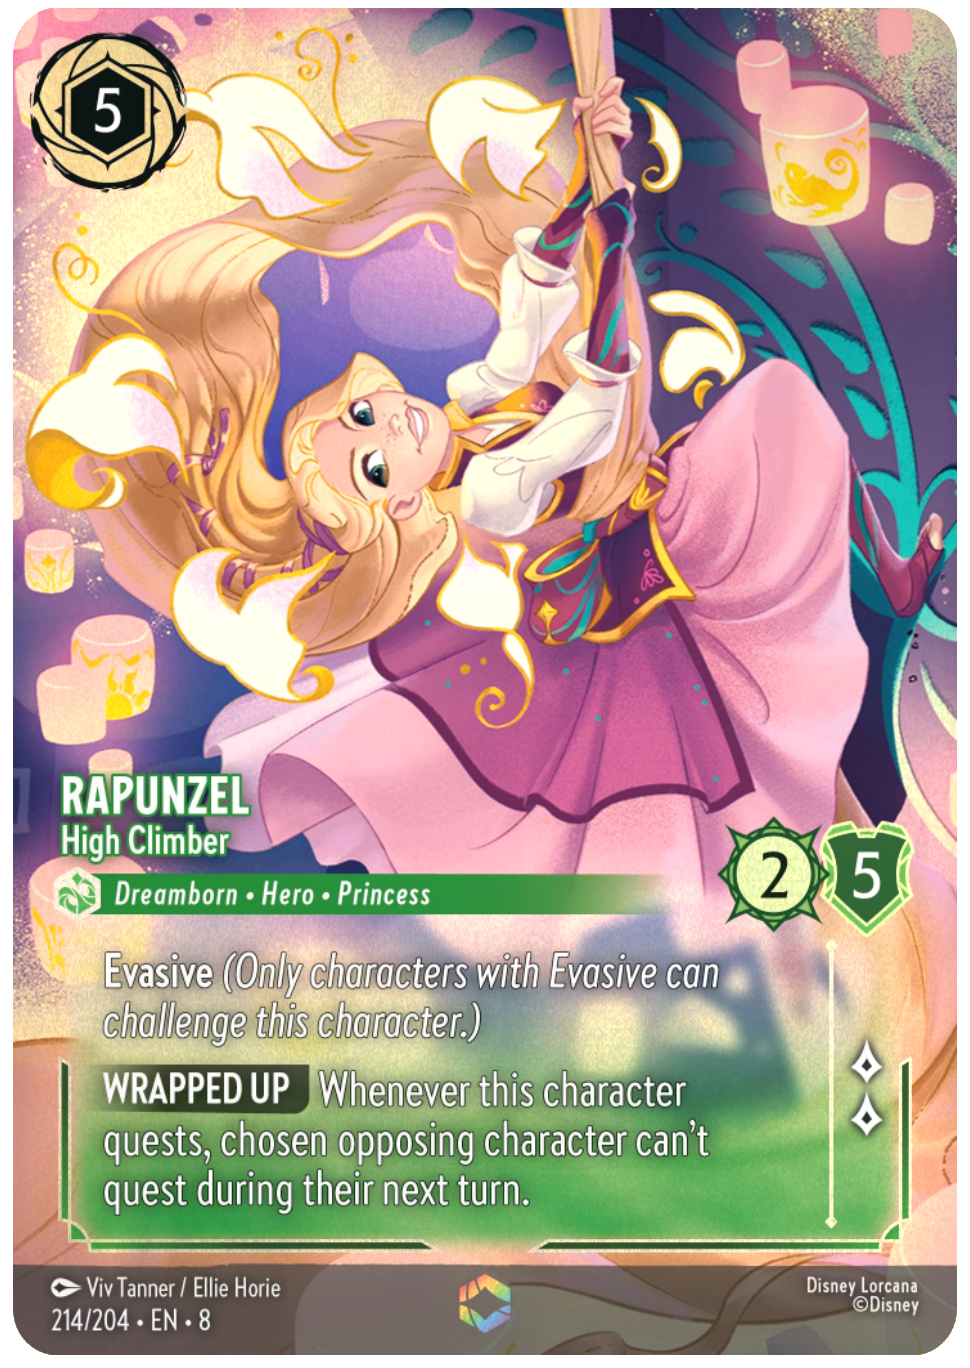 5
RAPUNZEL
High Climber
Dreamborn • Hero • Princess
2 5
Evasive (Only characters with Evasive can
challenge this character.)
WRAPPED UP Whenever this character
quests, chosen opposing character can't
quest during their next turn.
Viv Tanner / Ellie Horie
214/204 • EN • 8
Disney Lorcana
©Disney